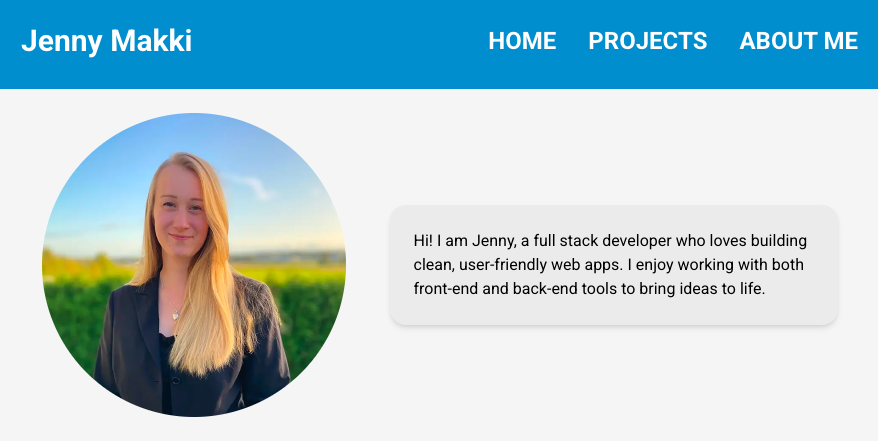 Jenny Makki
HOME PROJECTS ABOUT ME
Hi! I am Jenny, a full stack developer who loves building
clean, user-friendly web apps. I enjoy working with both
front-end and back-end tools to bring ideas to life.